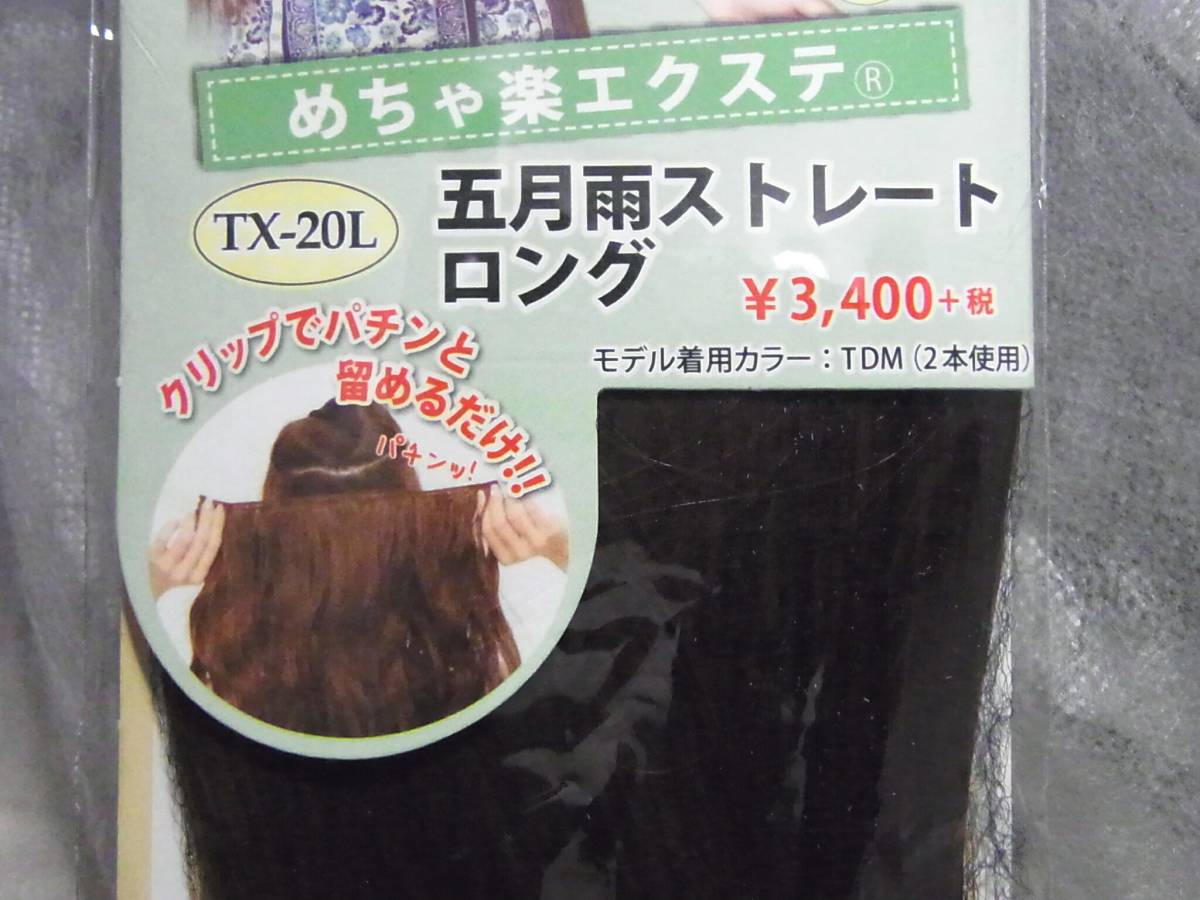 めちゃ楽エクステ®
TX-20L
五月雨ストレート
ロング
￥3,400+税
モデル着用カラー：TDM（2本使用）
クリップでパチンと
留めるだけ!!
パチンッ!